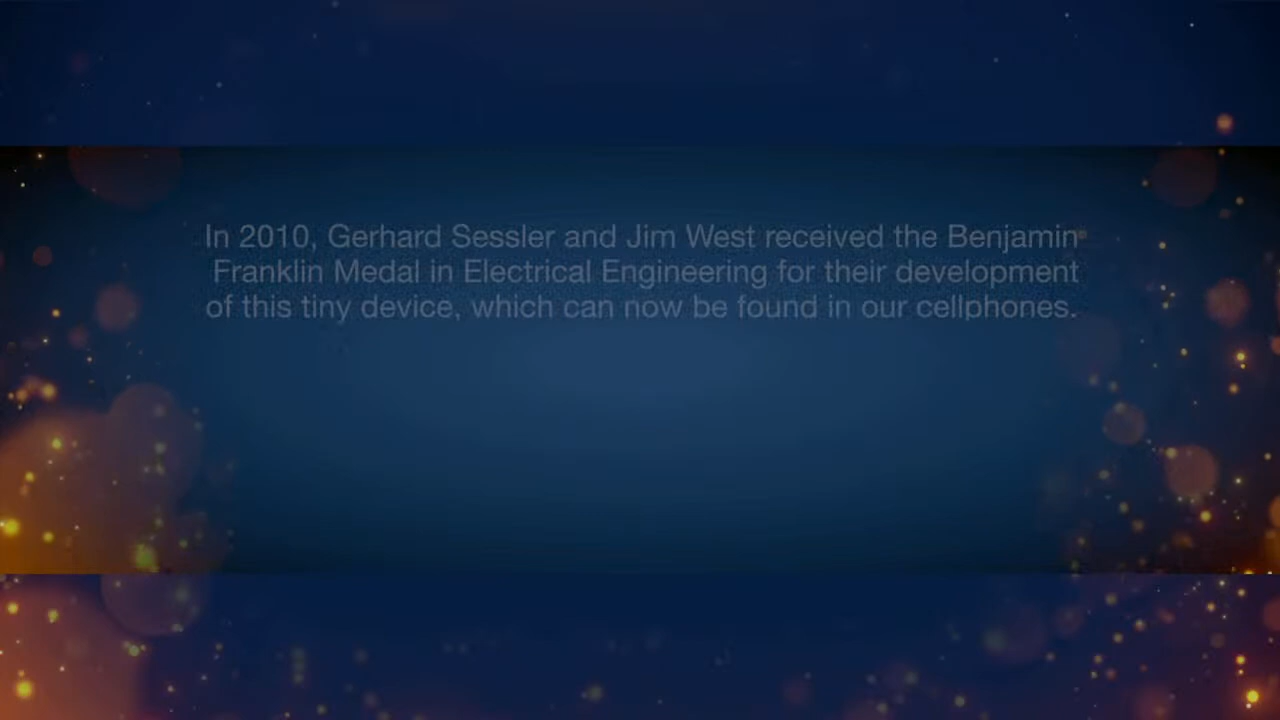 In 2010, Gerhard Sessler and Jim West received the Benjamin
Franklin Medal in Electrical Engineering for their development
of this tiny device, which can now be found in our cellphones.